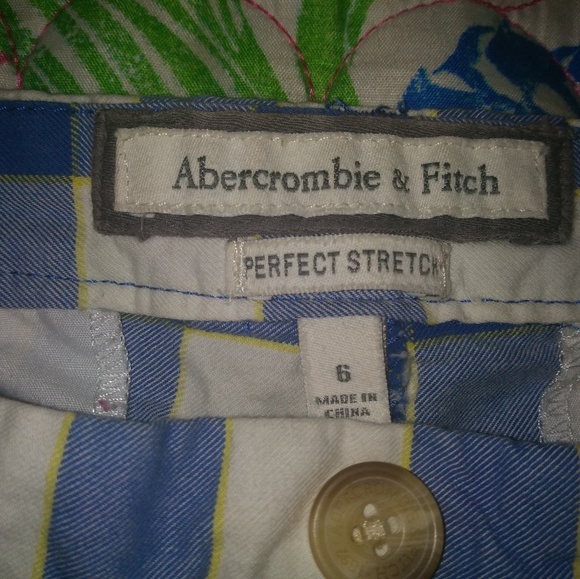 Abercrombie & Fitch
PERFECT STRETCH
6
MADE IN
CHINA